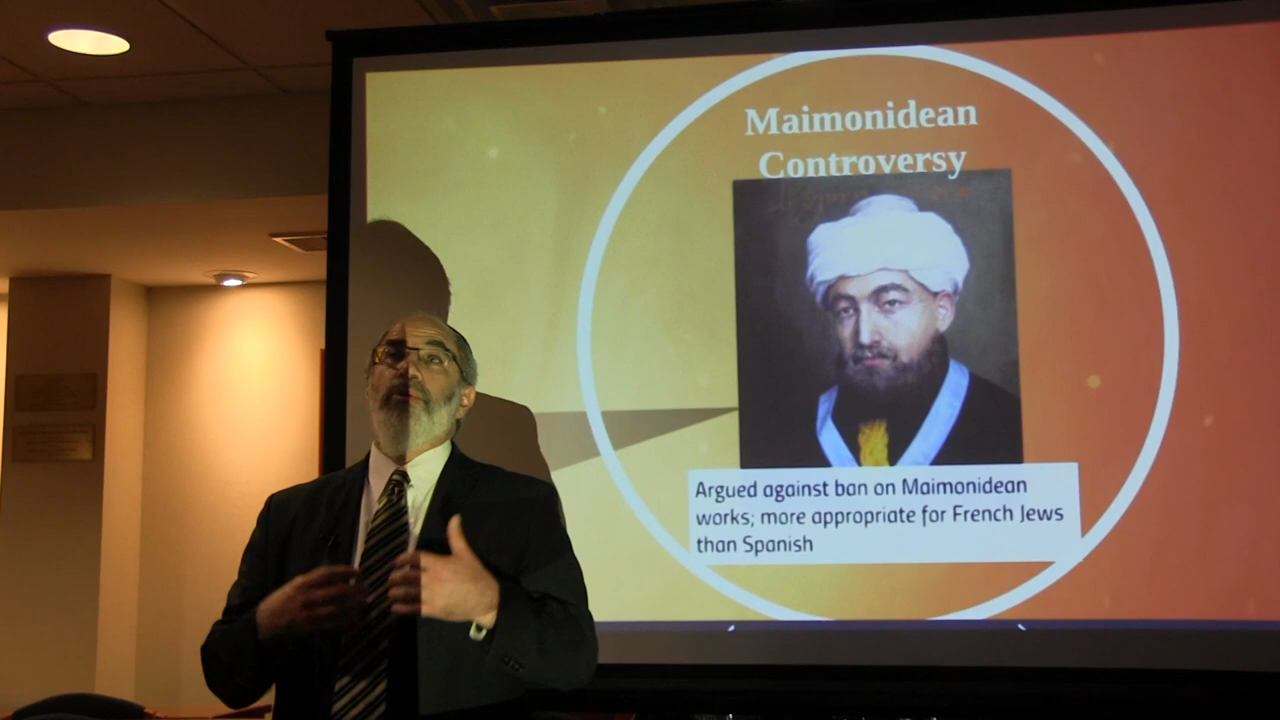 Maimonidean
Controversy
Argued against ban on Maimonidean
works; more appropriate for French Jews
than Spanish